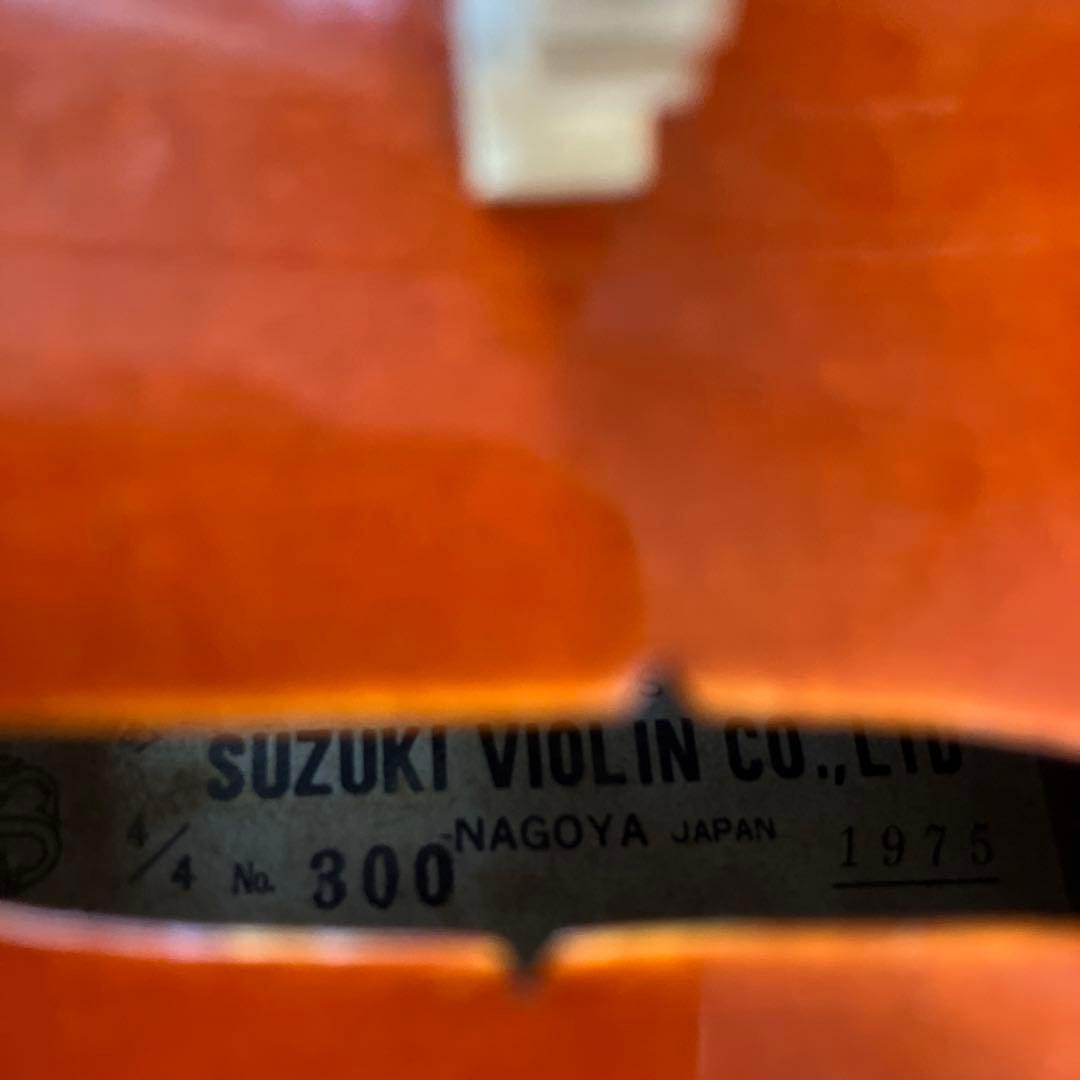 SUZUKI VIOLIN CO., LTD
NAGOYA JAPAN
4/4 No. 300
1975